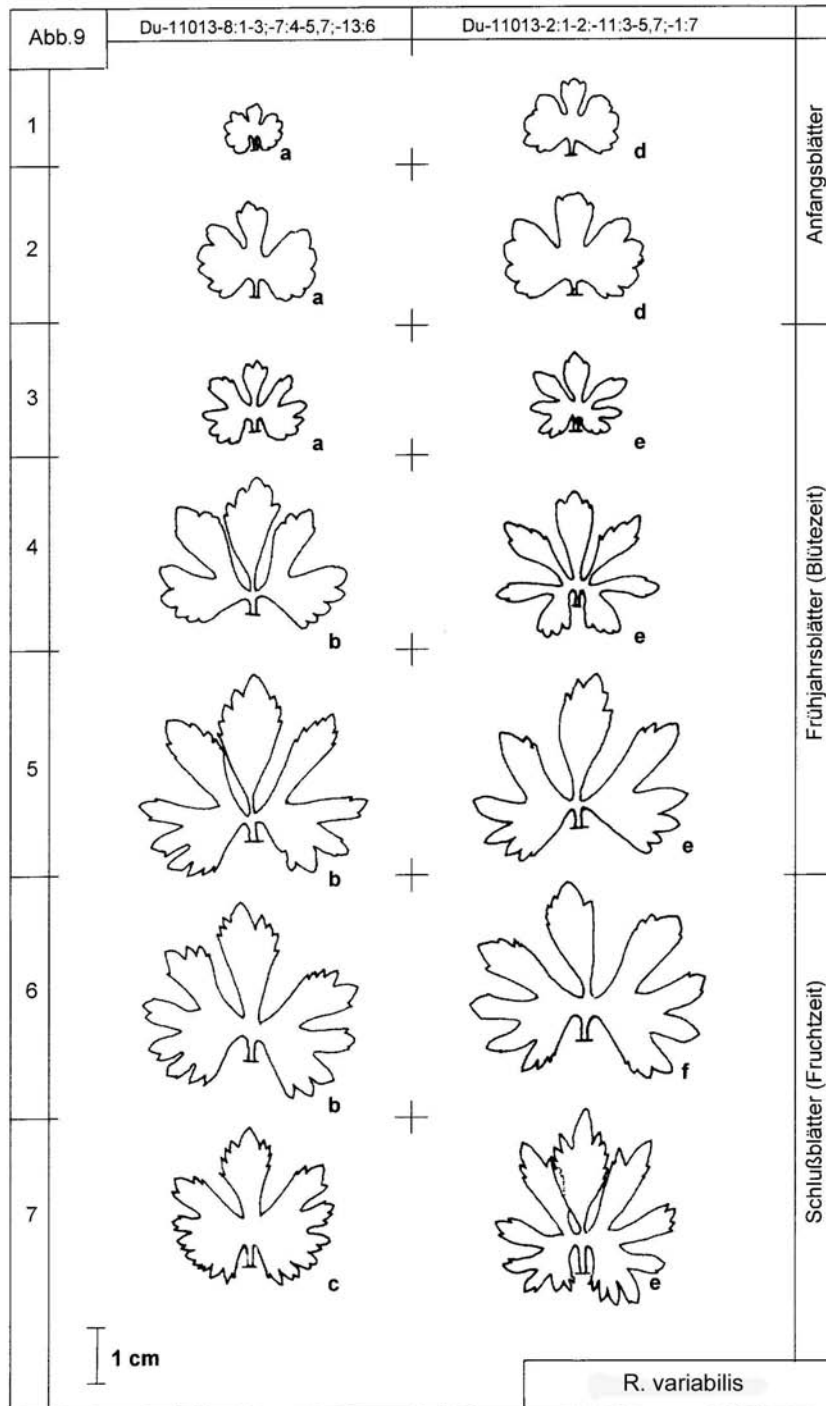 Abb.9
Du-11013-8:1-3;-7:4-5,7;-13:6
Du-11013-2:1-2:-11:3-5,7;-1:7
Anfangsblätter
1
a
d
2
a
d
Frühjahrsblätter (Blütezeit)
3
a
e
4
b
e
5
b
e
Schlußblätter (Fruchtzeit)
6
b
f
7
c
e
1 cm
R. variabilis